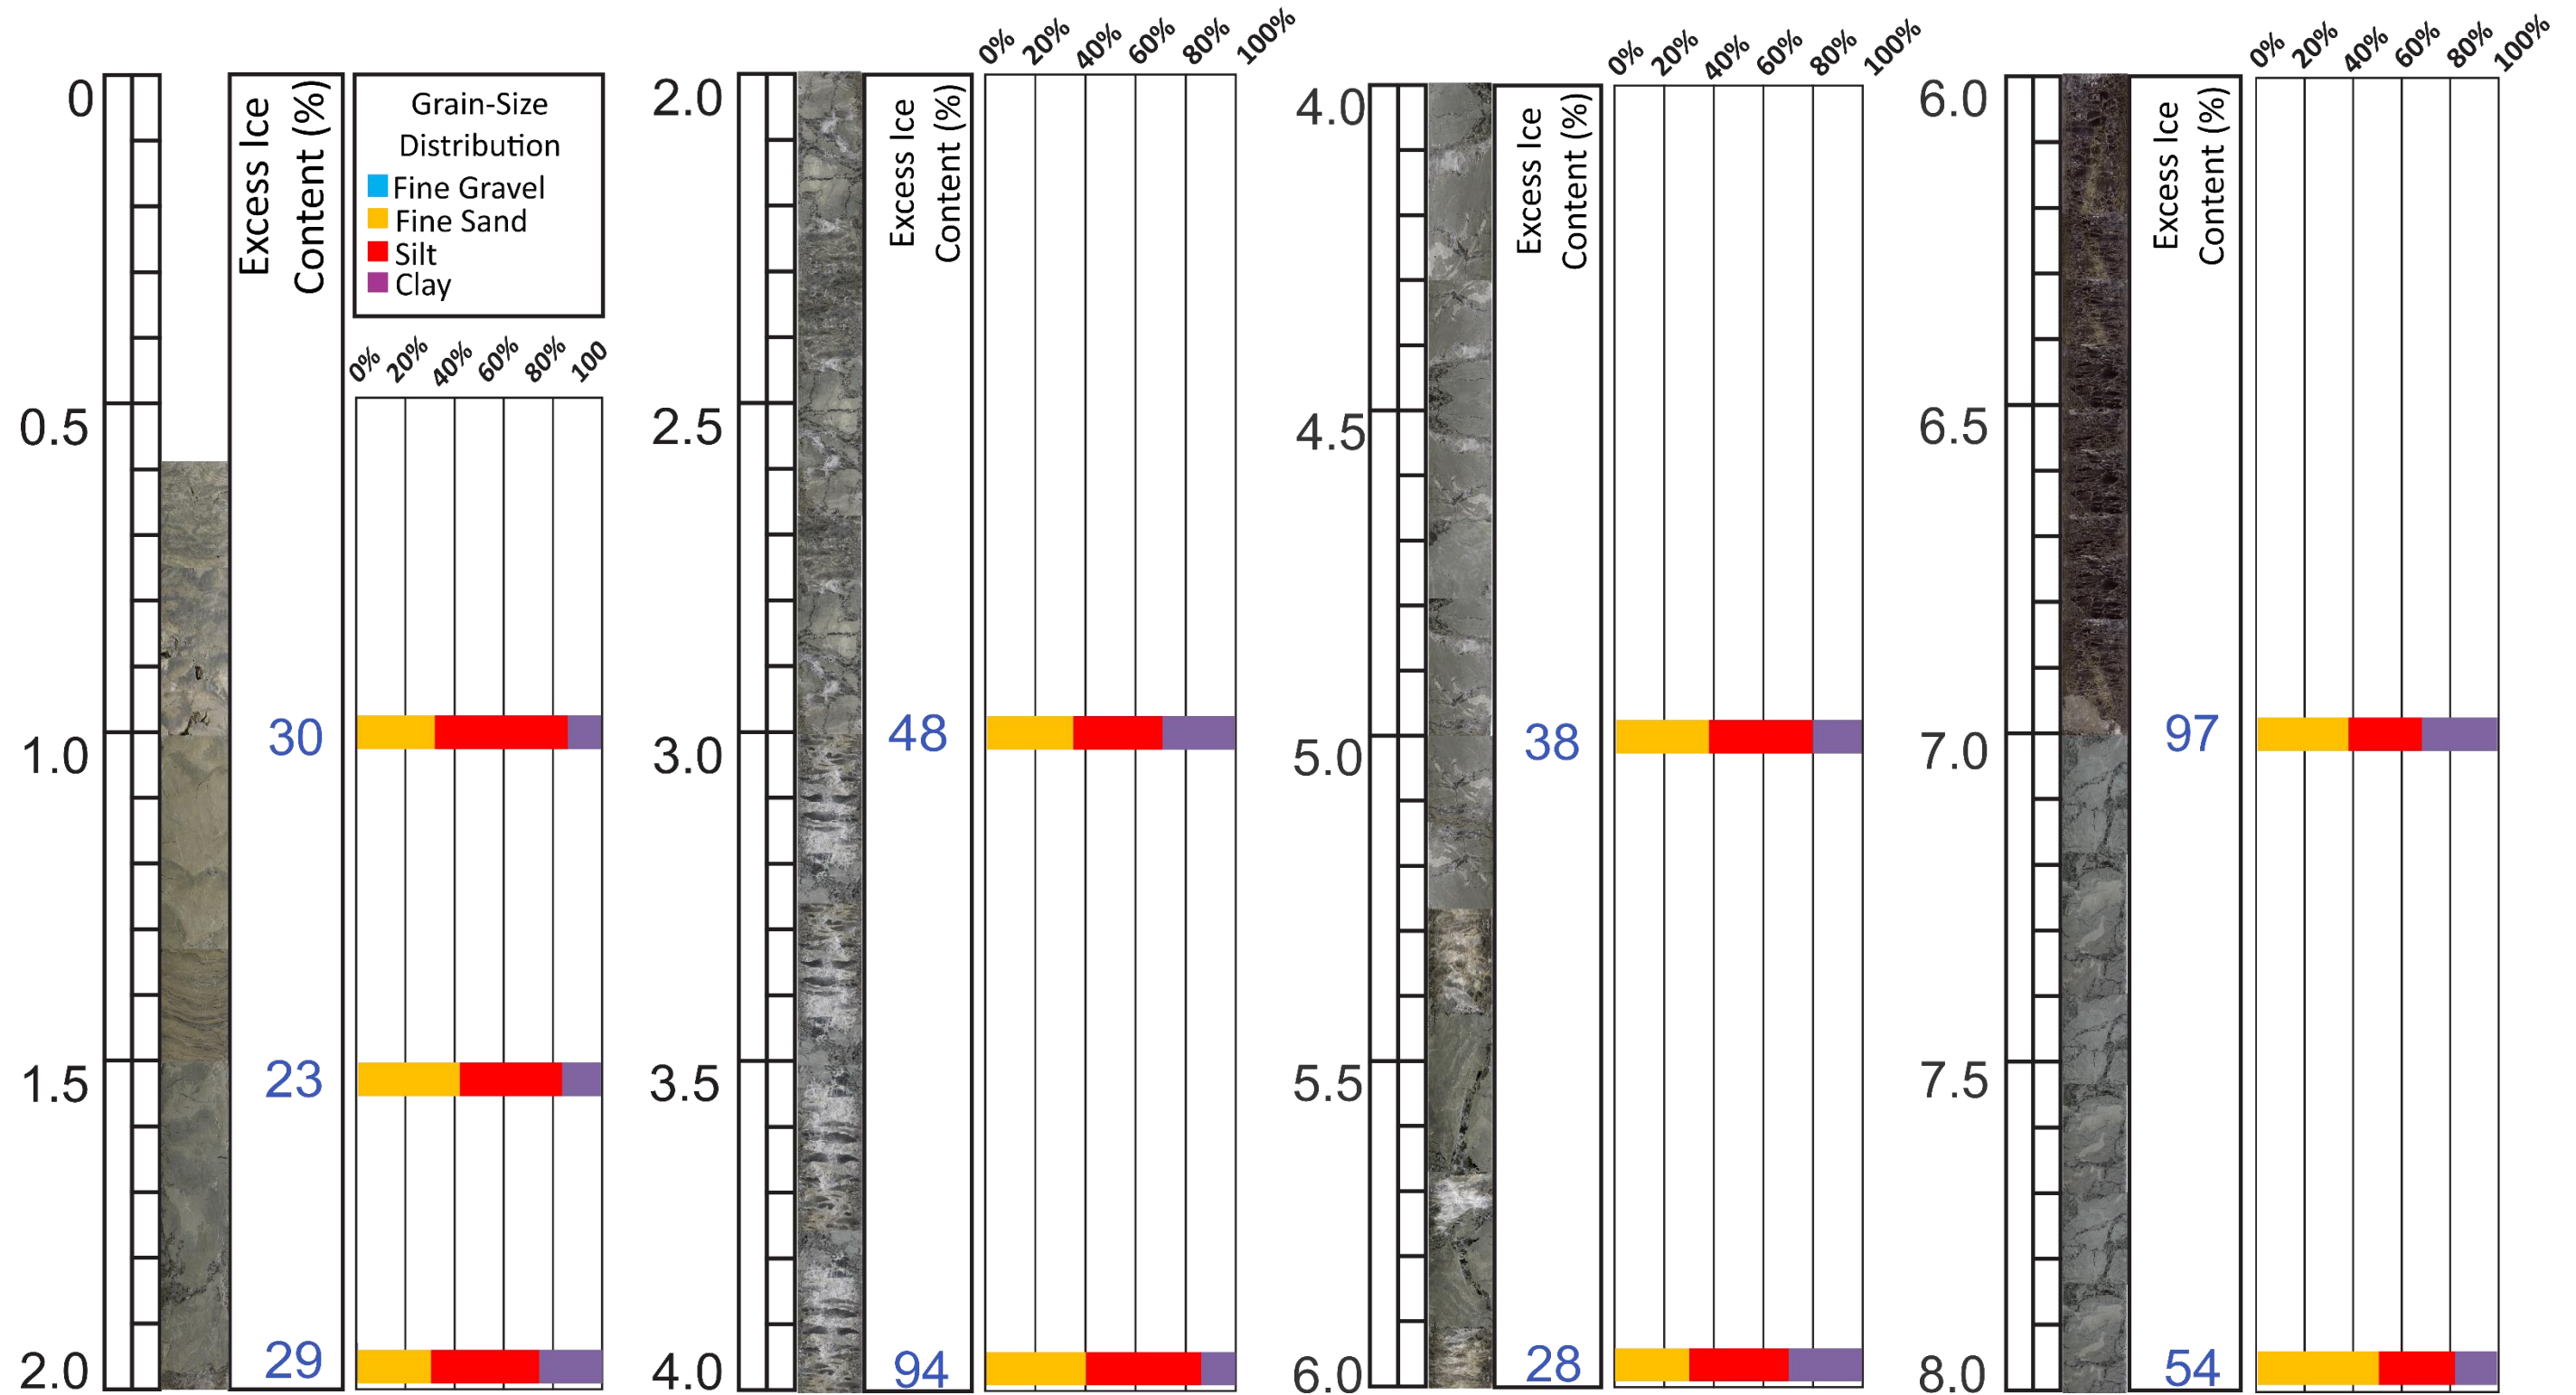 0
0.5
1.0
1.5
2.0
Excess Ice
Content (%)
Grain-Size
Distribution
Fine Gravel
Fine Sand
Silt
Clay
0% 20% 40% 60% 80% 100
30
23
29
2.0
2.5
3.0
3.5
4.0
Excess Ice
Content (%)
0% 20% 40% 60% 80% 100%
48
94
4.0
4.5
5.0
5.5
6.0
Excess Ice
Content (%)
0% 20% 40% 60% 80% 100%
38
28
6.0
6.5
7.0
7.5
8.0
Excess Ice
Content (%)
0% 20% 40% 60% 80% 100%
97
54